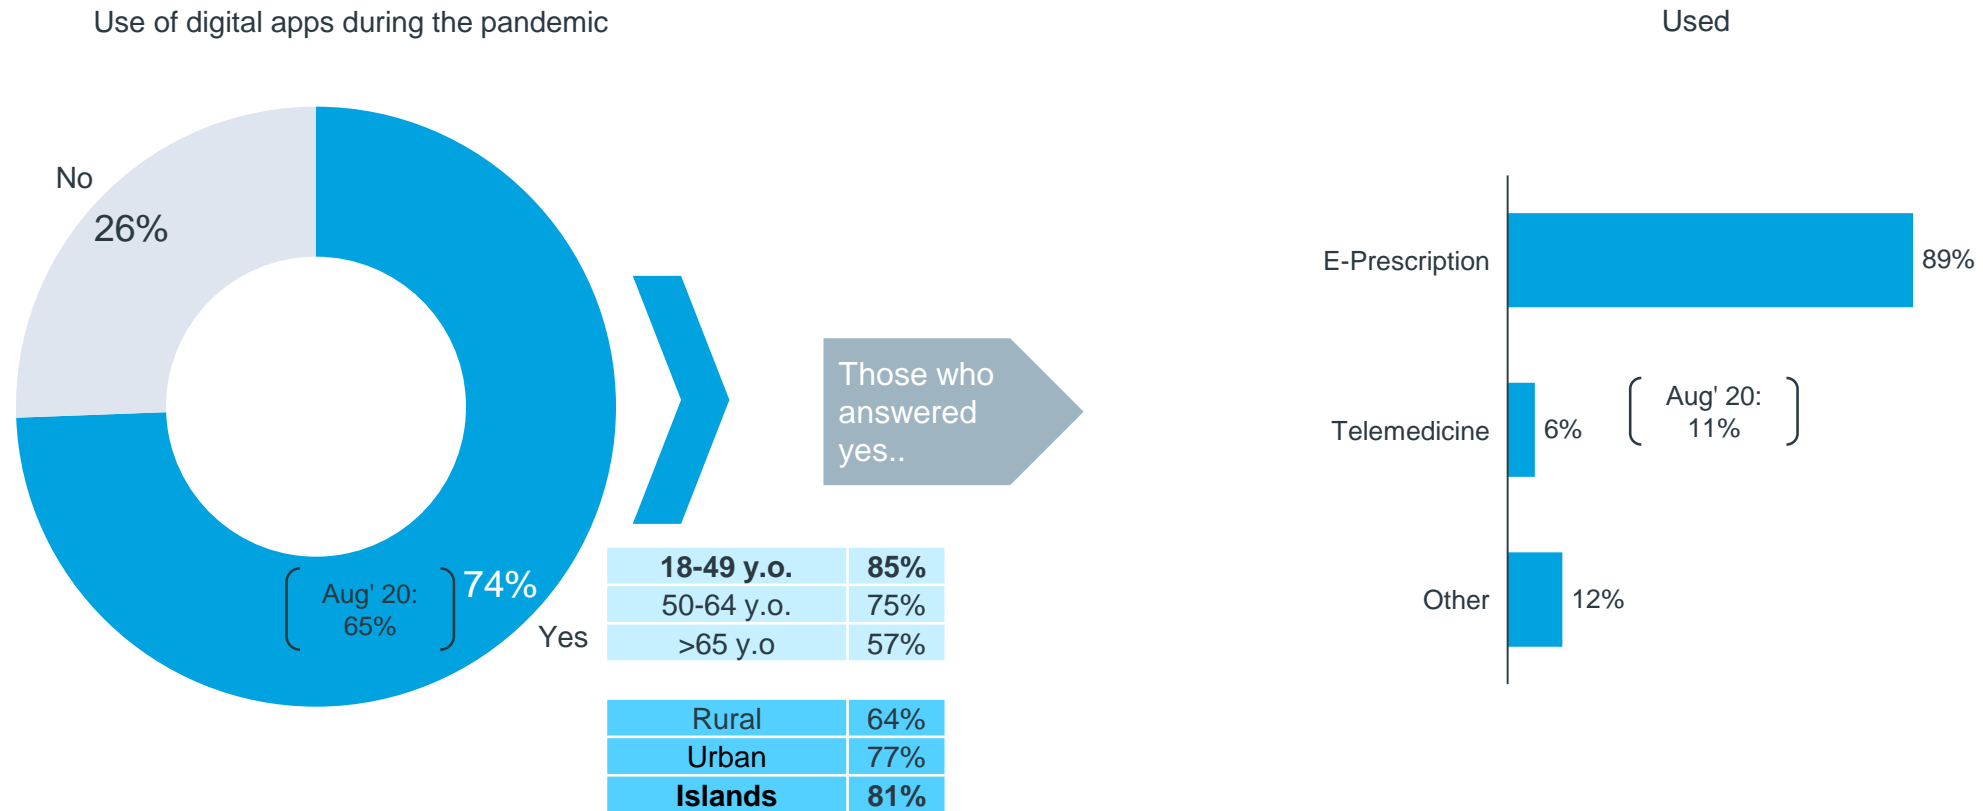 Use of digital apps during the pandemic
No
26%
Aug' 20:
65%
74%
Yes
18-49 y.o. 85%
50-64 y.o. 75%
>65 y.o 57%
Rural 64%
Urban 77%
Islands 81%
Those who
answered
yes..
Used
E-Prescription 89%
Telemedicine 6%
Aug' 20:
11%
Other 12%